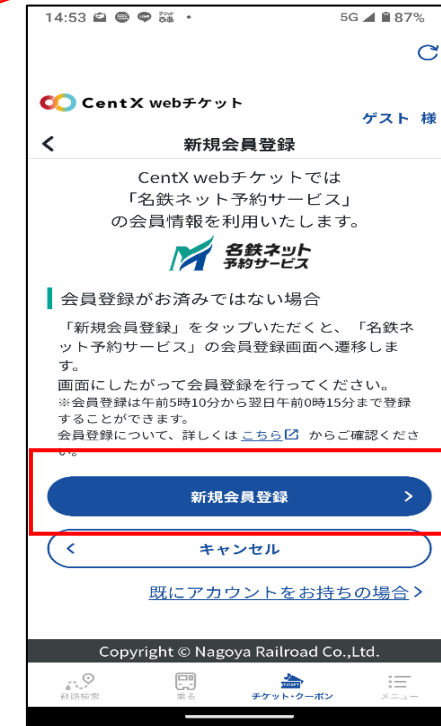 14:53
5G 87%
CentX webチケット
ゲスト 様
新規会員登録
CentX webチケットでは
「名鉄ネット予約サービス」
の会員情報を利用いたします。
名鉄ネット
予約サービス
会員登録がお済みではない場合
「新規会員登録」をタップいただくと、「名鉄ネ
ット予約サービス」の会員登録画面へ遷移しま
す。
画面にしたがって会員登録を行ってください。
※会員登録は午前5時10分から翌日午前0時15分まで登録
することができます。
会員登録について、詳しくは こちら からご確認くださ
い。
新規会員登録
キャンセル
既にアカウントをお持ちの場合
Copyright © Nagoya Railroad Co.,Ltd.
経路検索 乗る チケット・クーポン メニュー